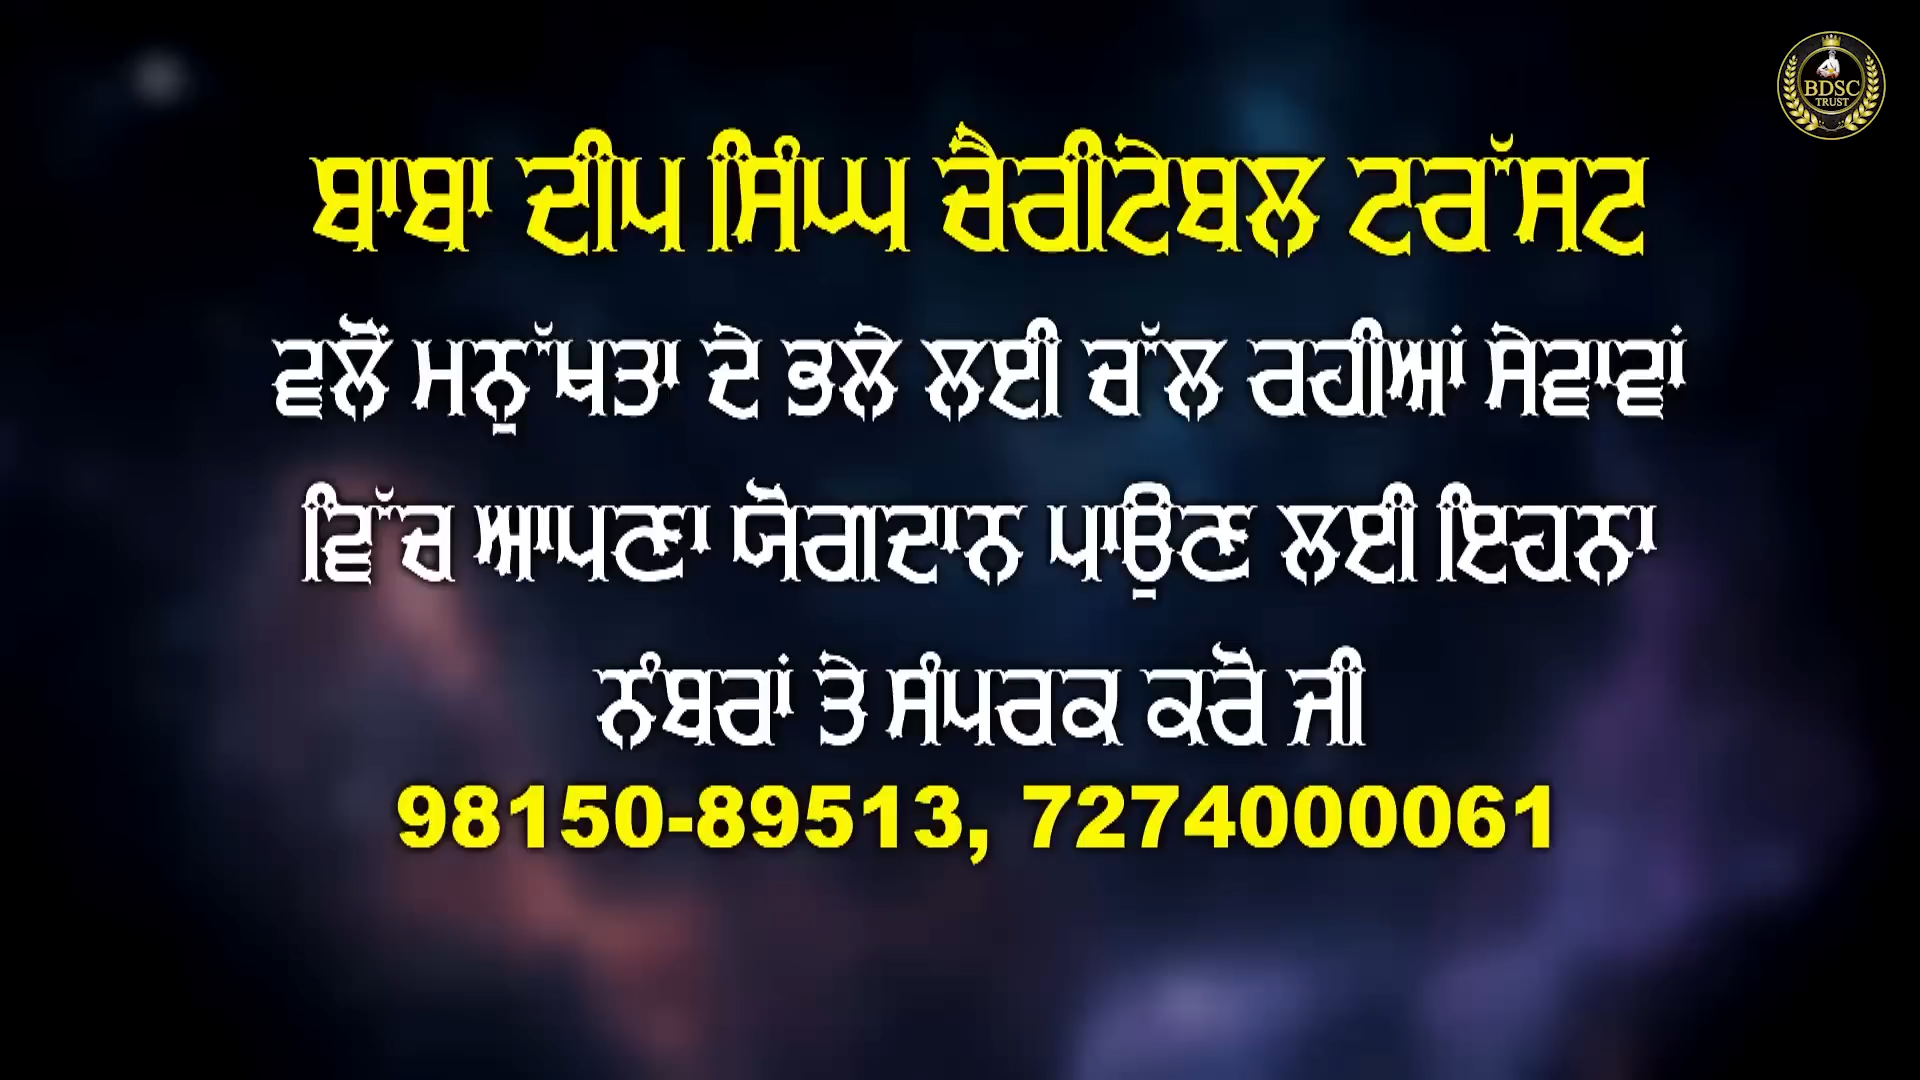 BDSC
TRUST
ਬਾਬਾ ਦੀਪ ਸਿੰਘ ਚੈਰੀਟੇਬਲ ਟਰੱਸਟ
ਵਲੋਂ ਮਨੁੱਖਤਾ ਦੇ ਭਲੇ ਲਈ ਚੱਲ ਰਹੀਆਂ ਸੇਵਾਵਾਂ
ਵਿੱਚ ਆਪਣਾ ਯੋਗਦਾਨ ਪਾਉਣ ਲਈ ਇਹਨਾ
ਨੰਬਰਾਂ ਤੇ ਸੰਪਰਕ ਕਰੋ ਜੀ
98150-89513, 7274000061